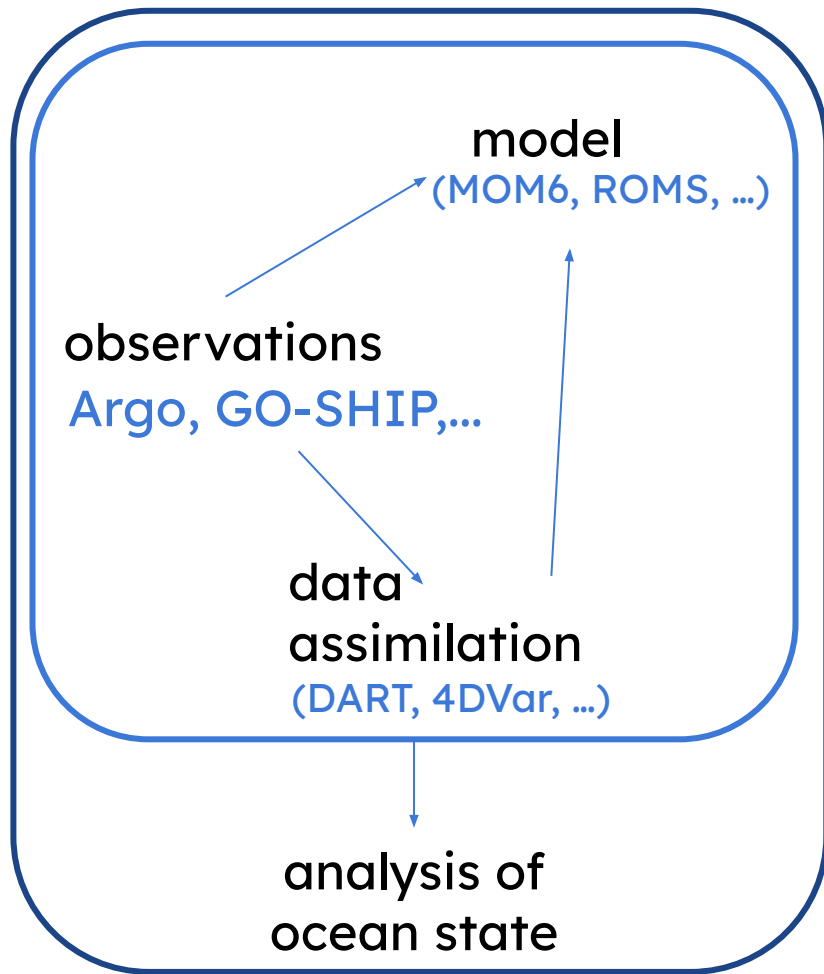 model
(MOM6, ROMS, …)
observations
Argo, GO-SHIP,…
data
assimilation
(DART, 4DVar, …)
analysis of
ocean state